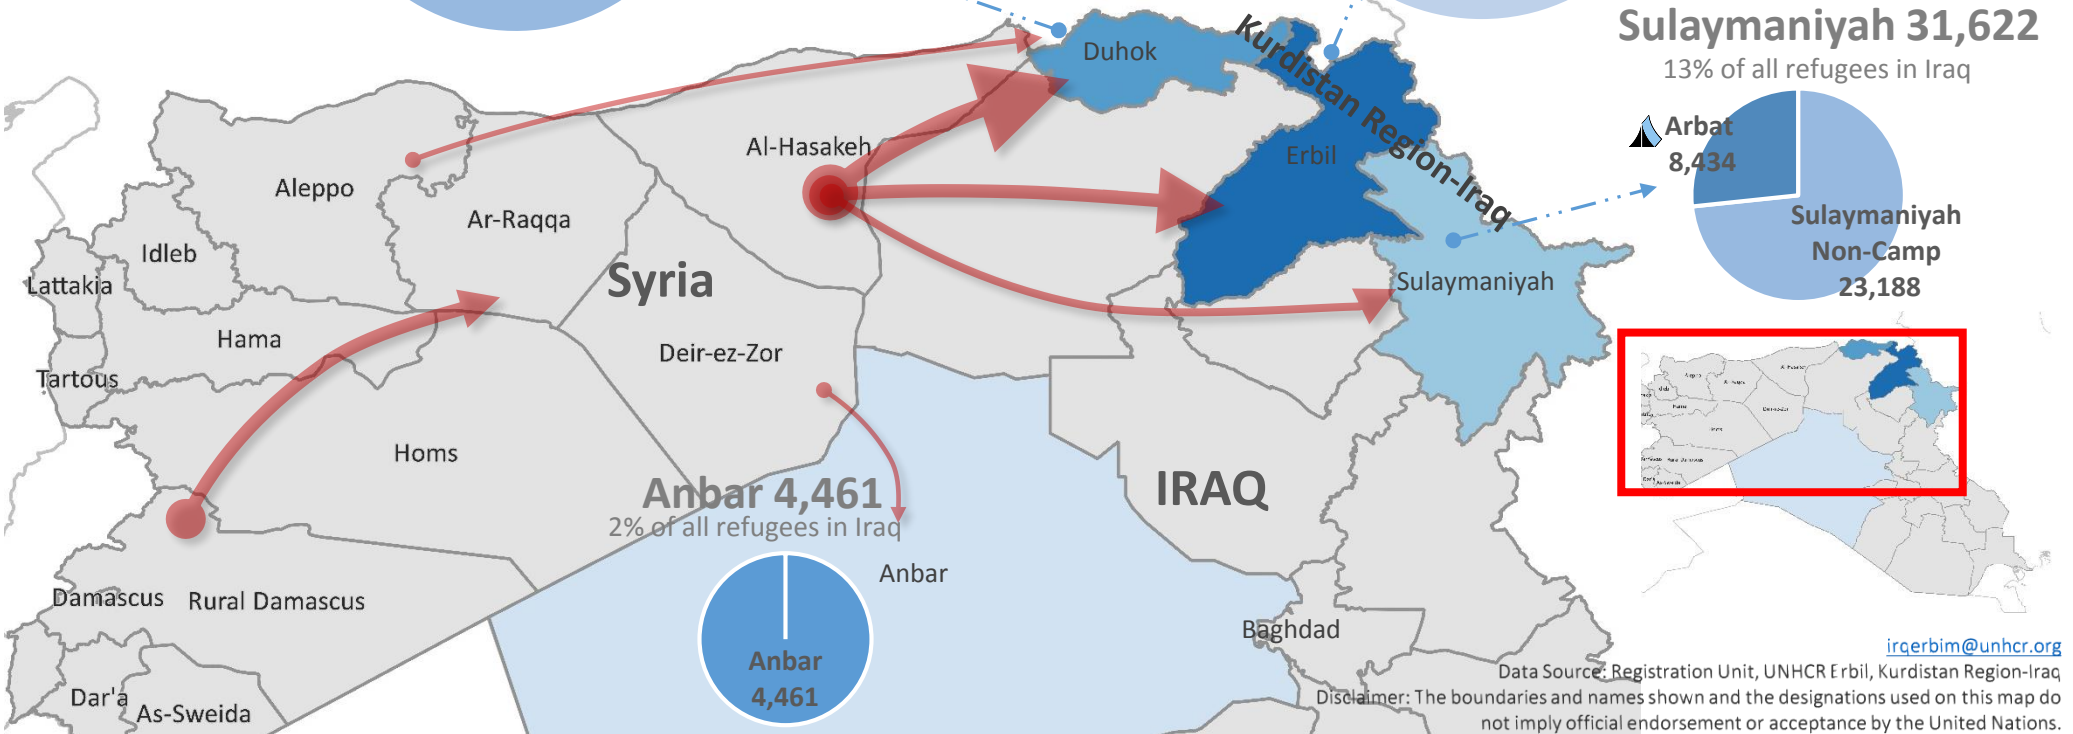 Sulaymaniyah 31,622
13% of all refugees in Iraq
Arbat
8,434
Sulaymaniyah
Non-Camp
23,188
Duhok
Kurdistan Region-Iraq
Erbil
Sulaymaniyah
Al-Hasakeh
Aleppo
Ar-Raqqa
Idleb
Lattakia
Syria
Hama
Deir-ez-Zor
Tartous
Homs
IRAQ
Anbar 4,461
2% of all refugees in Iraq
Anbar
Anbar
4,461
Damascus
Rural Damascus
Baghdad
Dar'a
As-Sweida
irqerbim@unhcr.org
Data Source: Registration Unit, UNHCR Erbil, Kurdistan Region-Iraq
Disclaimer: The boundaries and names shown and the designations used on this map do
not imply official endorsement or acceptance by the United Nations.